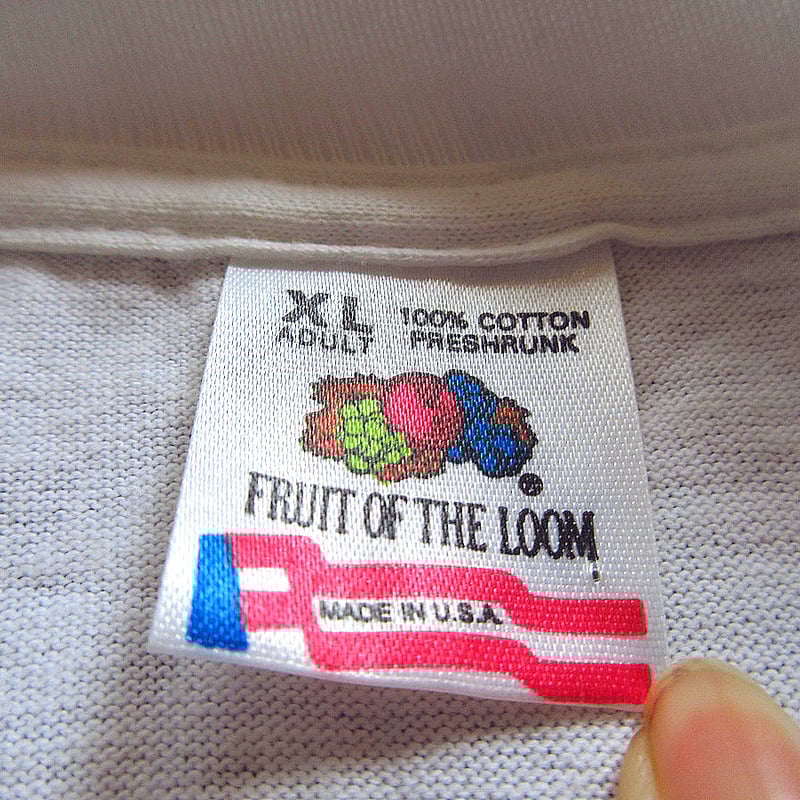 XL 100% COTTON
ADULT PRESHRUNK
®
FRUIT OF THE LOOM
MADE IN U.S.A.